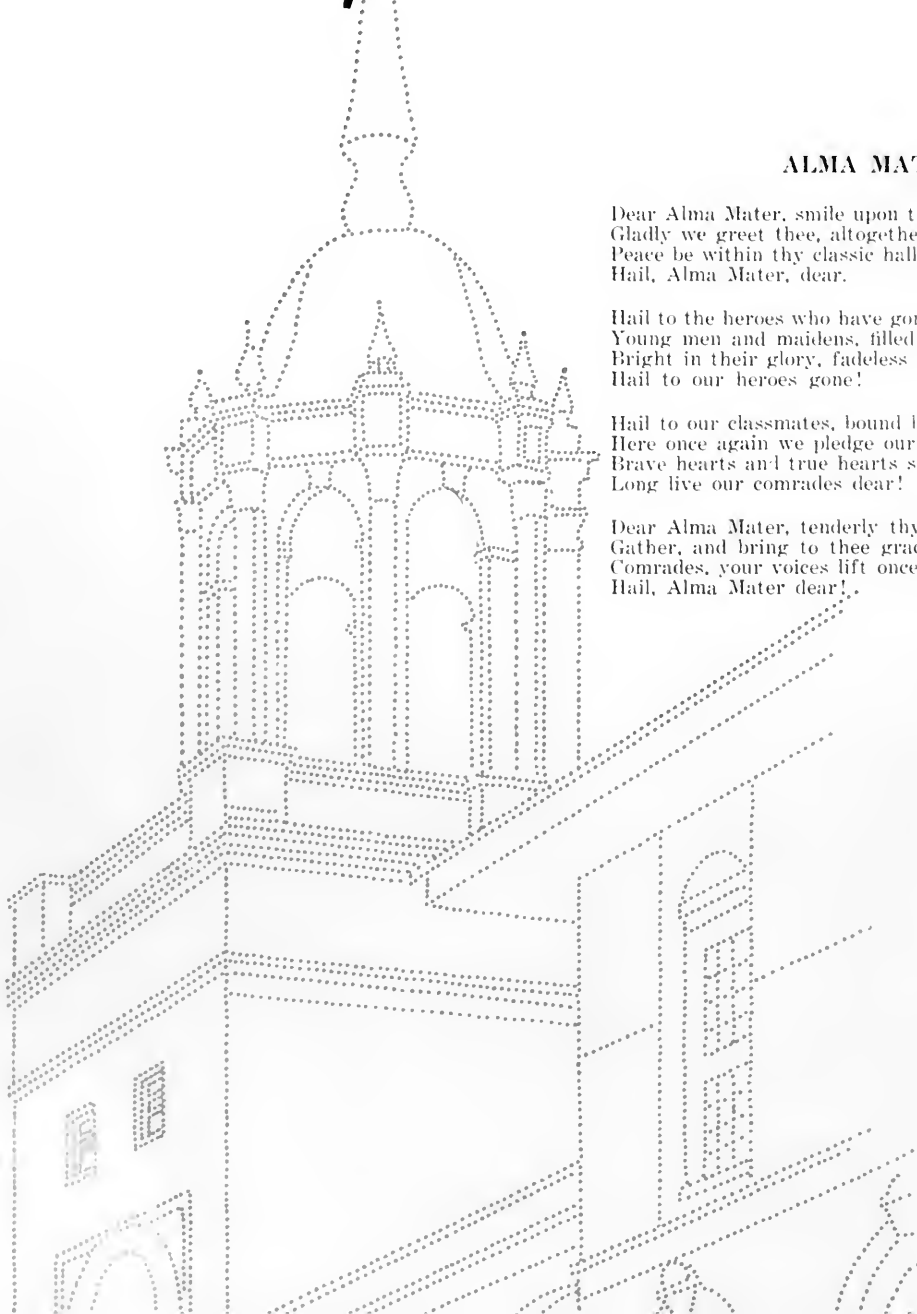 ALMA MAT
Dear Alma Mater, smile upon t
Gladly we greet thee, altogethe
Peace be within thy classic hall
Hail, Alma Mater, dear.
Hail to the heroes who have gon
Young men and maidens, filled
Bright in their glory, fadeless
Hail to our heroes gone!
Hail to our classmates, bound b
Here once again we pledge our
Brave hearts and true hearts s
Long live our comrades dear!
Dear Alma Mater, tenderly thy
Gather, and bring to thee grac
Comrades, your voices lift once
Hail, Alma Mater dear!